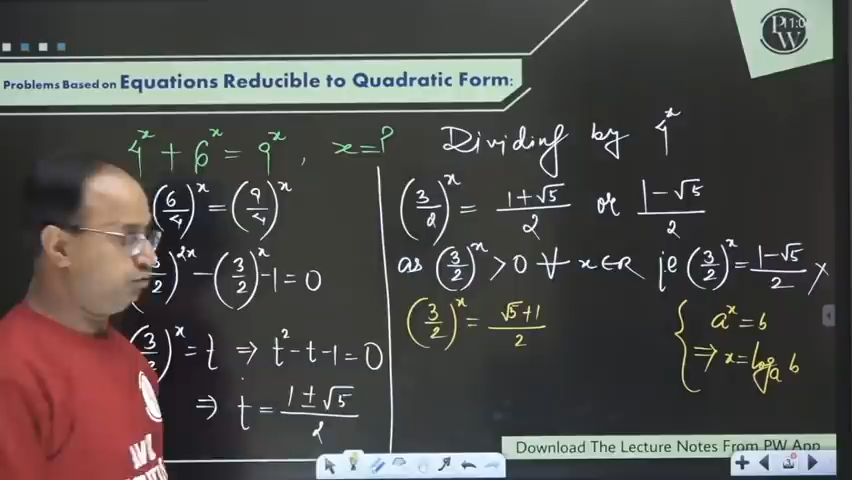 PW
11:0
Problems Based on Equations Reducible to Quadratic Form:
4^x + 6^x = 9^x , x = ?
(6/4)^x = (9/4)^x
)^2x - (3/2)^x - 1 = 0
(3/2)^x = t ⇒ t^2 - t - 1 = 0
⇒ t = (1 ± √5)/2
Dividing by 4^x
(3/2)^x = (1+√5)/2 or (1-√5)/2
as (3/2)^x > 0 ∀ x ∈ R ie (3/2)^x = (1-√5)/2 ×
(3/2)^x = (√5+1)/2
{ a^x = b
⇒ x = log_a b
Download The Lecture Notes From PW App